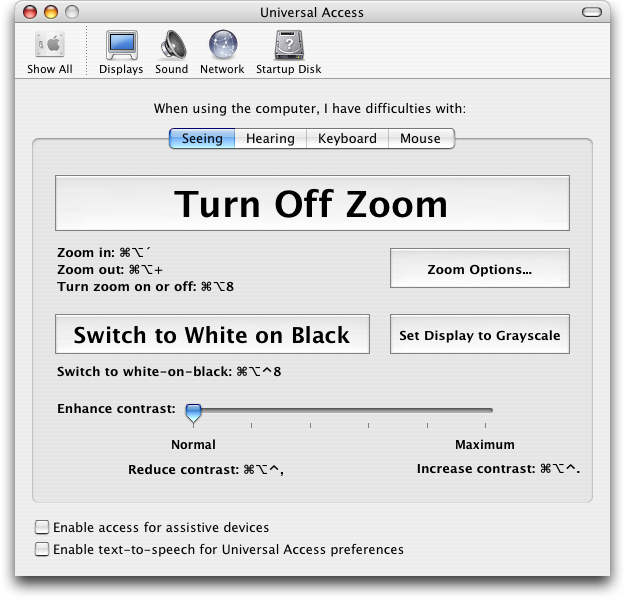 Universal Access
Show All Displays Sound Network Startup Disk
When using the computer, I have difficulties with:
Seeing Hearing Keyboard Mouse
Turn Off Zoom
Zoom in: ⌘⌥´
Zoom out: ⌘⌥+
Turn zoom on or off: ⌘⌥8
Zoom Options...
Switch to White on Black
Set Display to Grayscale
Switch to white-on-black: ⌘⌥^8
Enhance contrast:
Normal Maximum
Reduce contrast: ⌘⌥^, Increase contrast: ⌘⌥^.
Enable access for assistive devices
Enable text-to-speech for Universal Access preferences